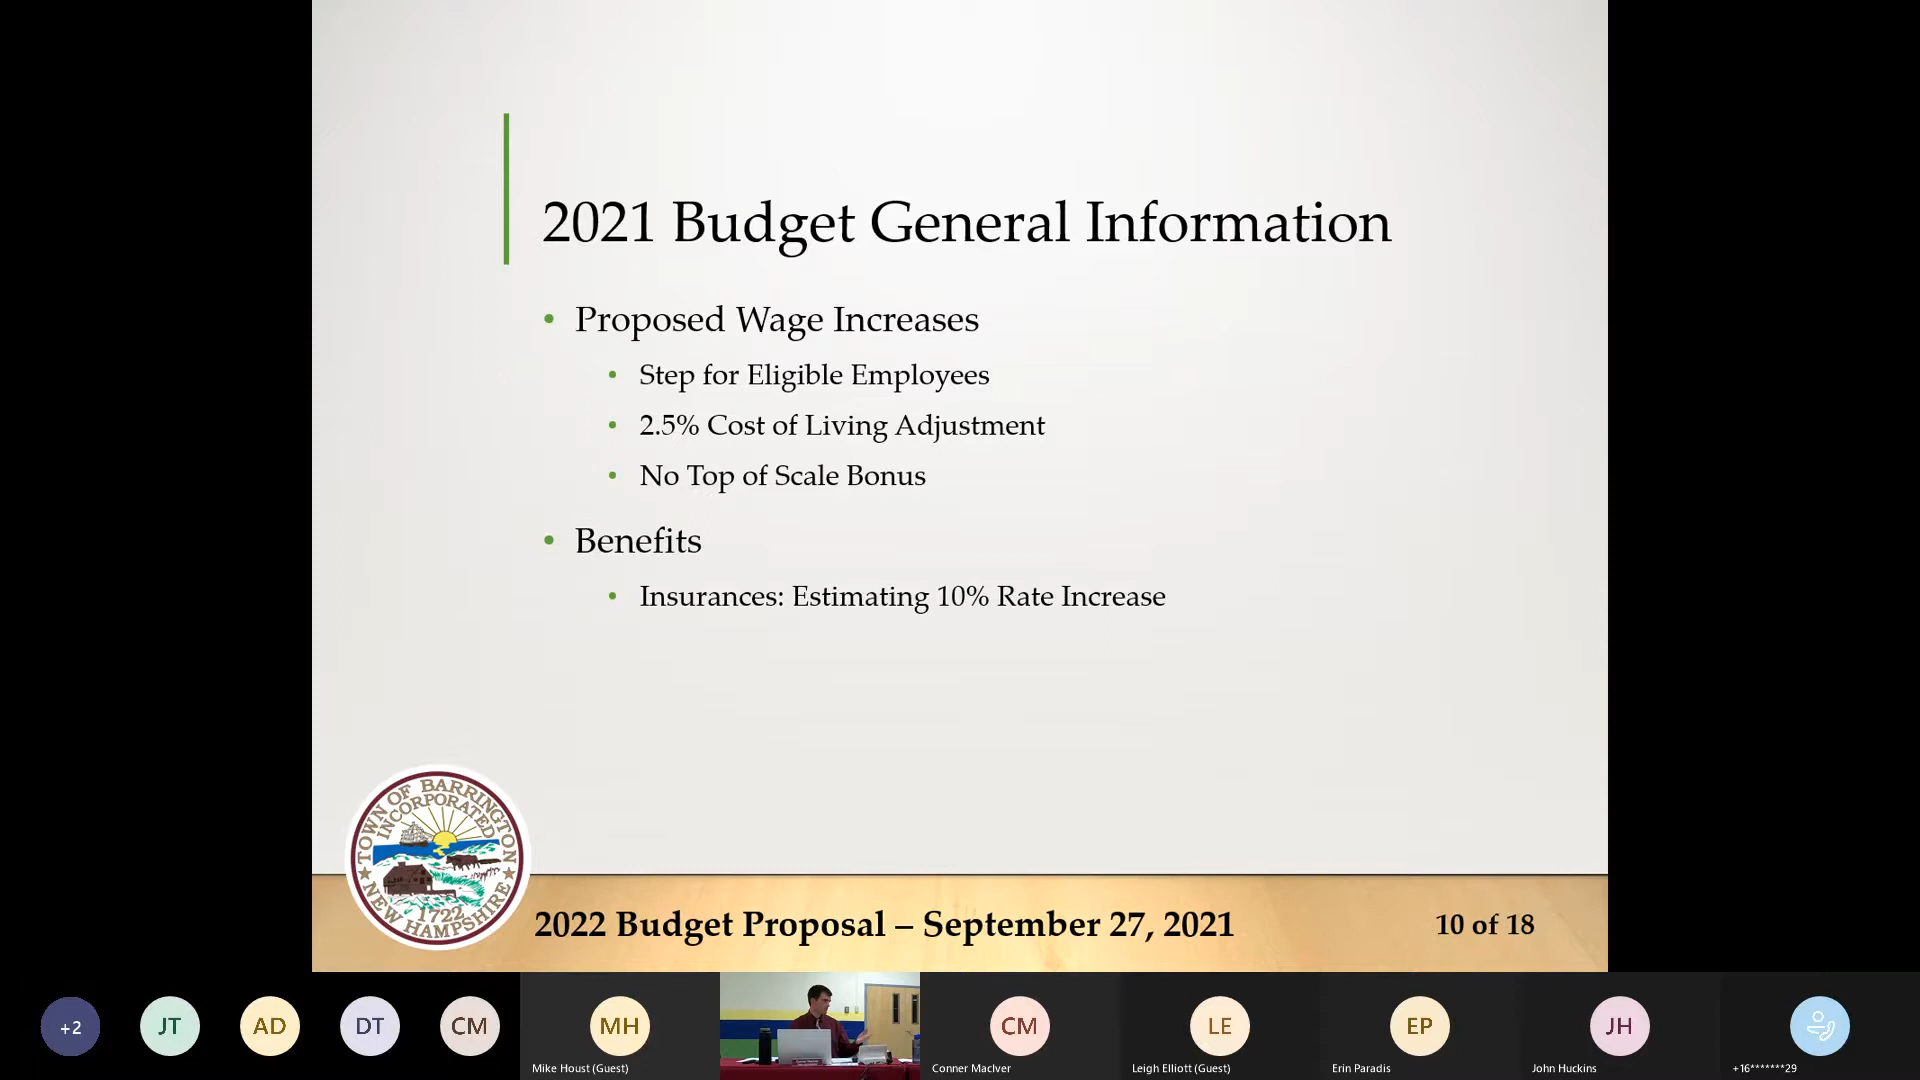 2021 Budget General Information
• Proposed Wage Increases
• Step for Eligible Employees
• 2.5% Cost of Living Adjustment
• No Top of Scale Bonus
• Benefits
• Insurances: Estimating 10% Rate Increase
TOWN OF BARRINGTON
INCORPORATED
1722
NEW HAMPSHIRE
2022 Budget Proposal – September 27, 2021
10 of 18
+2
JT
AD
DT
CM
MH
CM
LE
EP
JH
Mike Houst (Guest)
Conner MacIver
Leigh Elliott (Guest)
Erin Paradis
John Huckins
+16*******29